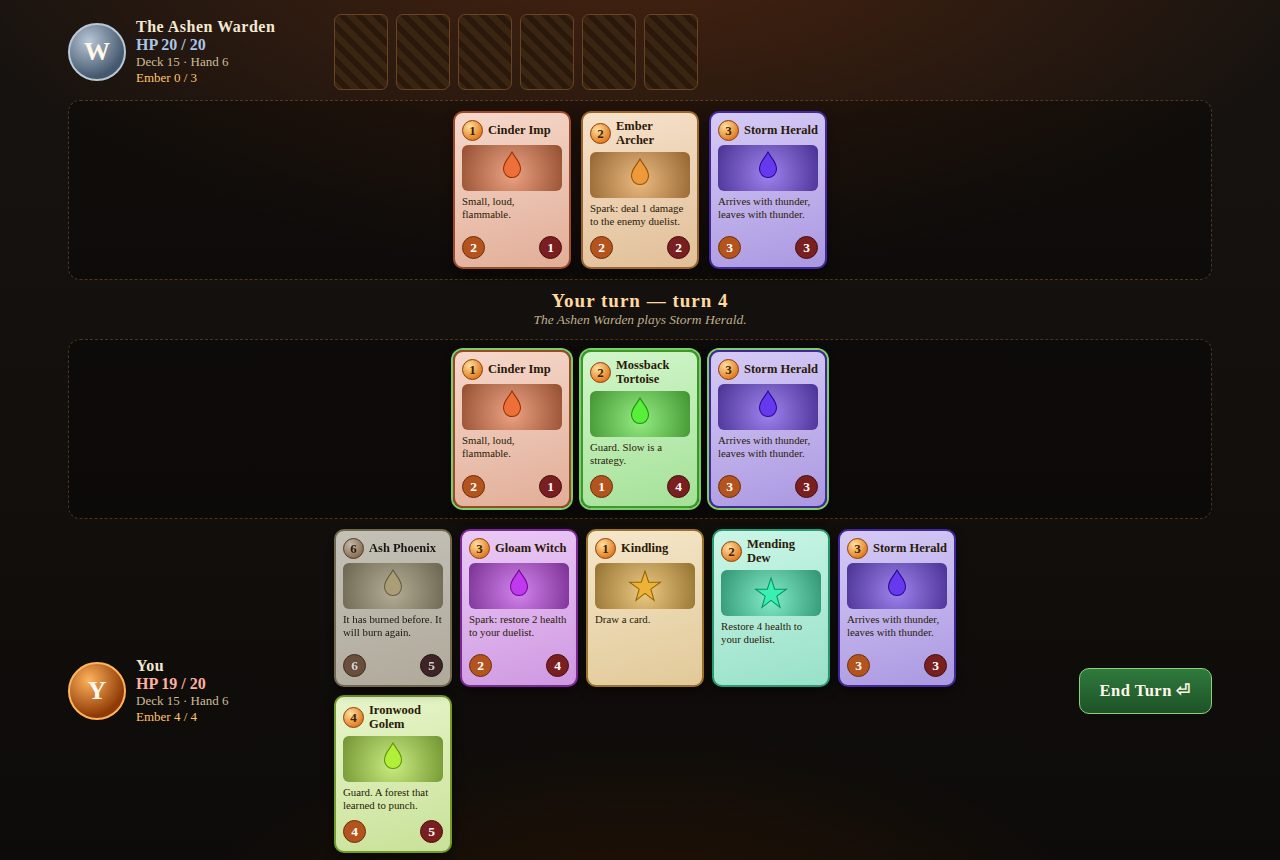 W
The Ashen Warden
HP 20 / 20
Deck 15 · Hand 6
Ember 0 / 3
1 Cinder Imp
Small, loud,
flammable.
2 1
2 Ember
Archer
Spark: deal 1 damage
to the enemy duelist.
2 2
3 Storm Herald
Arrives with thunder,
leaves with thunder.
3 3
Your turn — turn 4
The Ashen Warden plays Storm Herald.
1 Cinder Imp
Small, loud,
flammable.
2 1
2 Mossback
Tortoise
Guard. Slow is a
strategy.
1 4
3 Storm Herald
Arrives with thunder,
leaves with thunder.
3 3
6 Ash Phoenix
It has burned before. It
will burn again.
6 5
3 Gloam Witch
Spark: restore 2 health
to your duelist.
2 4
1 Kindling
Draw a card.
2 Mending
Dew
Restore 4 health to
your duelist.
3 Storm Herald
Arrives with thunder,
leaves with thunder.
3 3
Y
You
HP 19 / 20
Deck 15 · Hand 6
Ember 4 / 4
End Turn ⏎
4 Ironwood
Golem
Guard. A forest that
learned to punch.
4 5